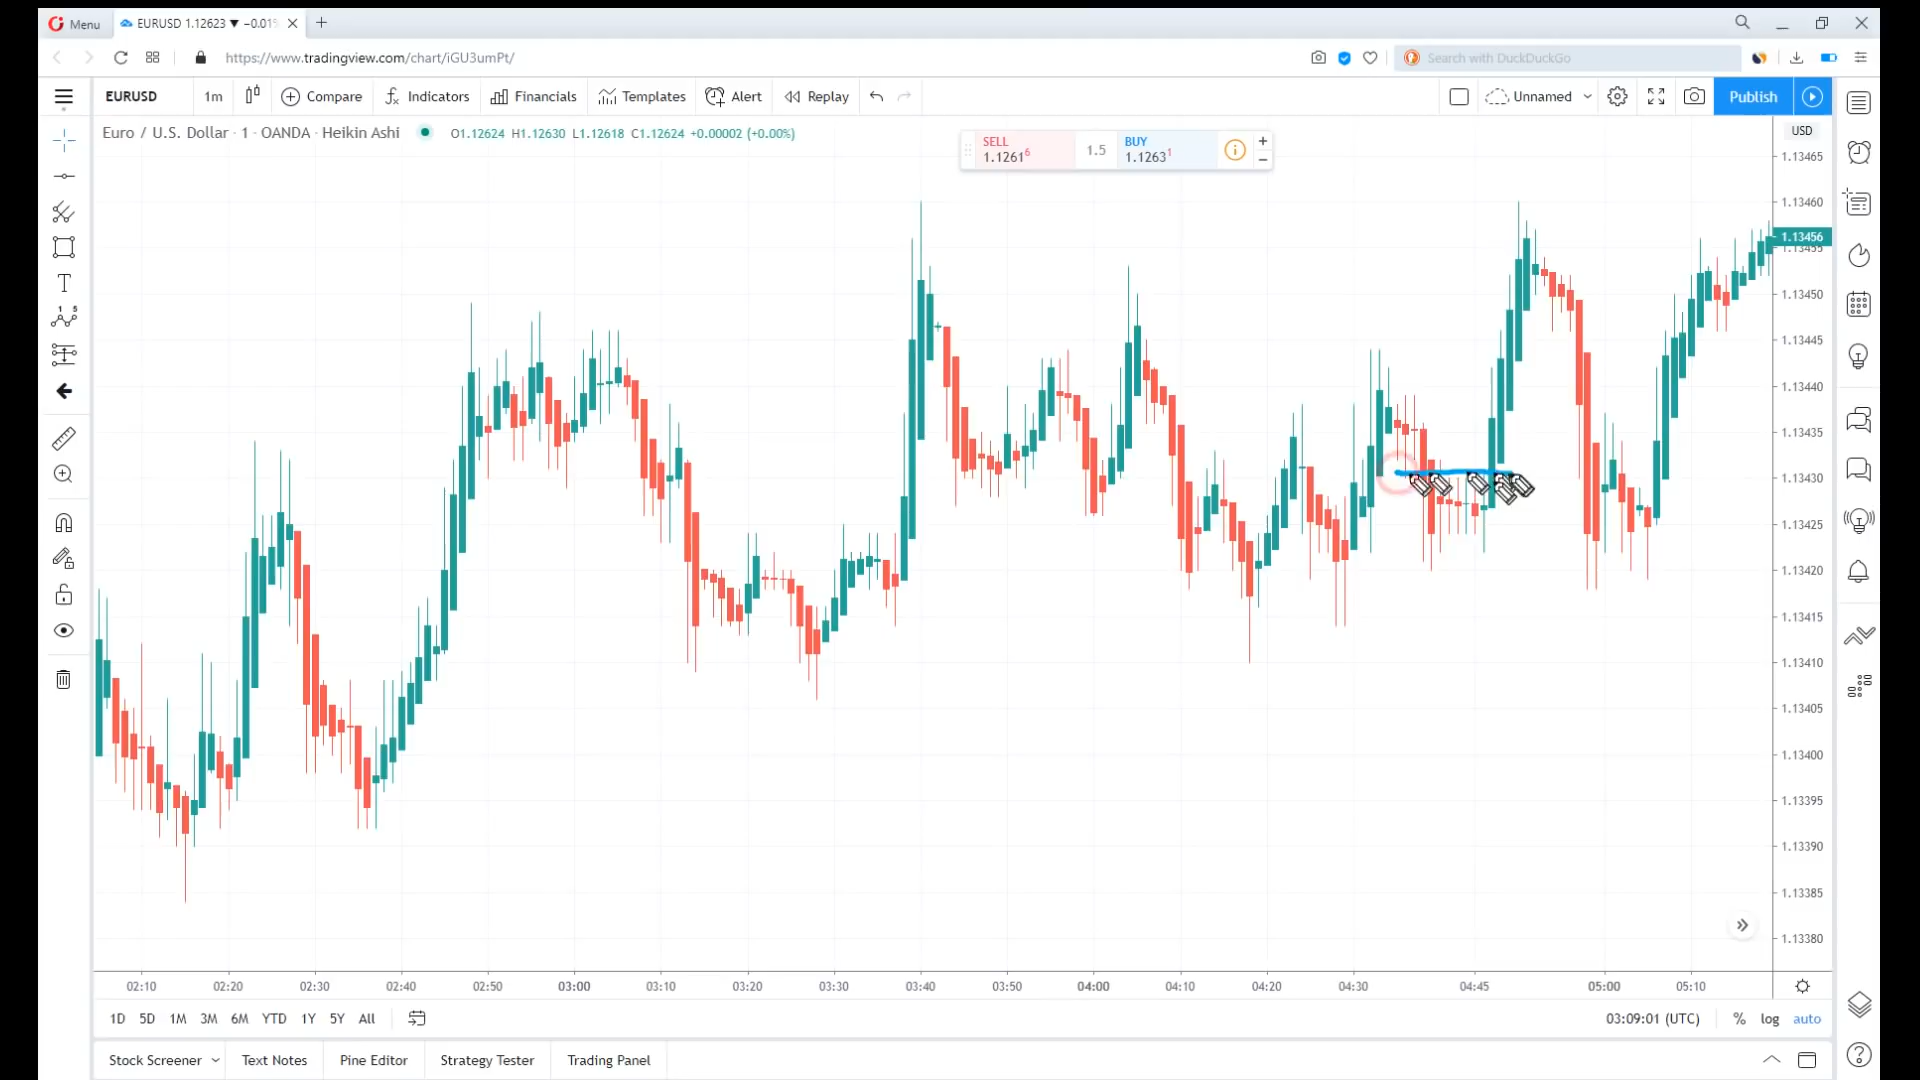 Menu
EURUSD 1.12623 ▼ −0.01
https://www.tradingview.com/chart/iGU3umPt/
Search with DuckDuckGo
EURUSD 1m Compare Indicators Financials Templates Alert Replay Unnamed Publish
Euro / U.S. Dollar · 1 · OANDA · Heikin Ashi O1.12624 H1.12630 L1.12618 C1.12624 +0.00002 (+0.00%)
SELL
1.12616
1.5
BUY
1.12631
USD
1.13465
1.13460
1.13456
1.13455
1.13450
1.13445
1.13440
1.13435
1.13430
1.13425
1.13420
1.13415
1.13410
1.13405
1.13400
1.13395
1.13390
1.13385
1.13380
02:10 02:20 02:30 02:40 02:50 03:00 03:10 03:20 03:30 03:40 03:50 04:00 04:10 04:20 04:30 04:45 05:00 05:10
1D 5D 1M 3M 6M YTD 1Y 5Y All 03:09:01 (UTC) % log auto
Stock Screener Text Notes Pine Editor Strategy Tester Trading Panel